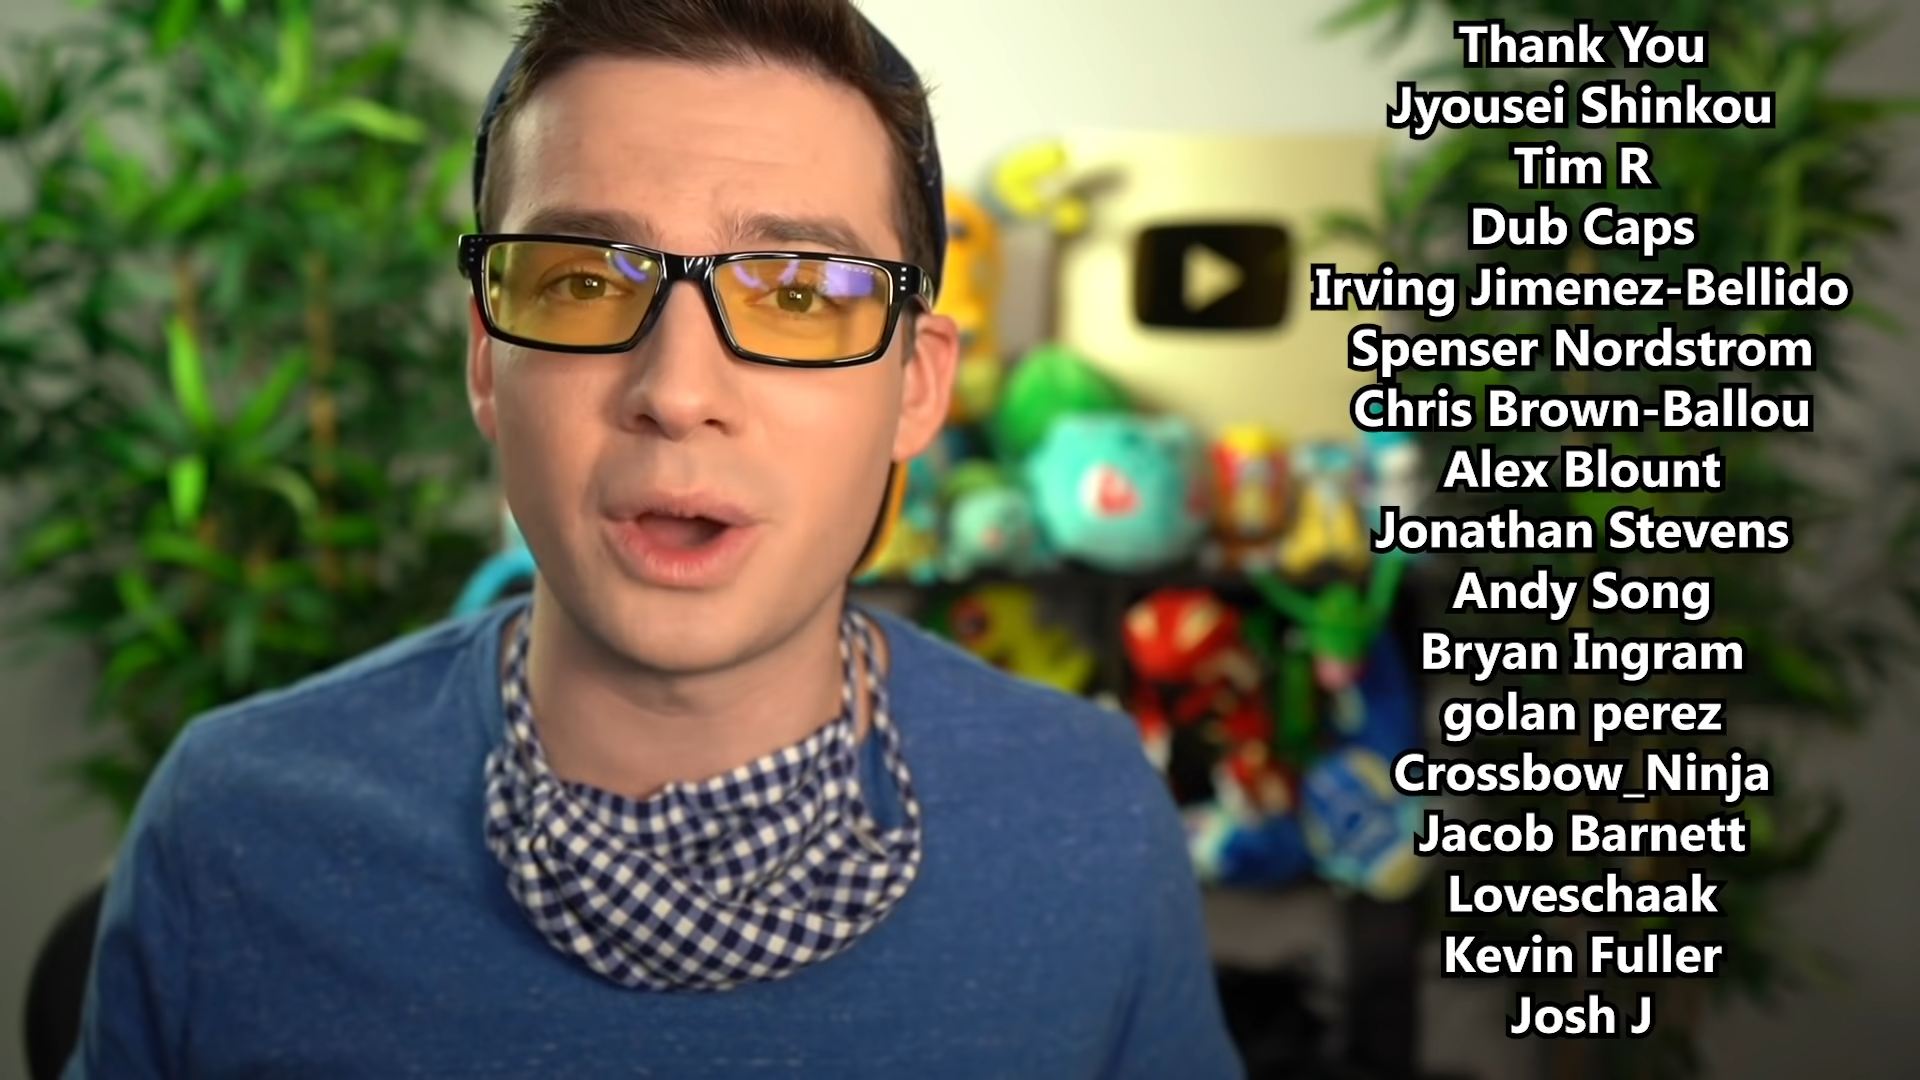 Thank You
Jyousei Shinkou
Tim R
Dub Caps
Irving Jimenez-Bellido
Spenser Nordstrom
Chris Brown-Ballou
Alex Blount
Jonathan Stevens
Andy Song
Bryan Ingram
golan perez
Crossbow_Ninja
Jacob Barnett
Loveschaak
Kevin Fuller
Josh J